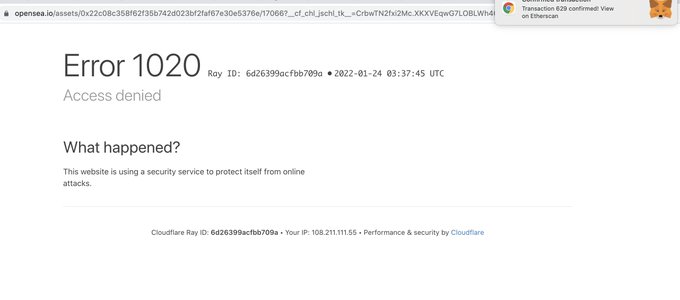 opensea.io/assets/0x22c08c358f62f35b742d023bf2faf67e30e5376e/17066?__cf_chl_jschl_tk__=CrbwTN2fxi2Mc.XKXVEqwG7LOBLWh4
Confirmed transaction
Transaction 629 confirmed! View
on Etherscan
Error 1020 Ray ID: 6d26399acfbb709a • 2022-01-24 03:37:45 UTC
Access denied
What happened?
This website is using a security service to protect itself from online
attacks.
Cloudflare Ray ID: 6d26399acfbb709a • Your IP: 108.211.111.55 • Performance & security by Cloudflare